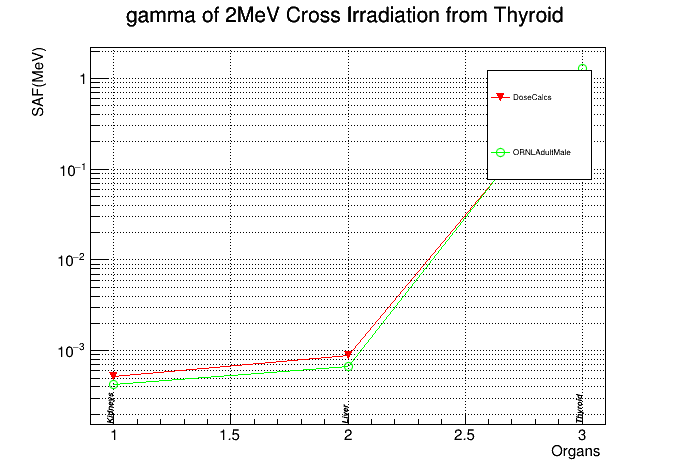 gamma of 2MeV Cross Irradiation from Thyroid
SAF(MeV)
1
10⁻¹
10⁻²
10⁻³
DoseCalcs
ORNLAdultMale
Kidneys
Liver
Thyroid
1 1.5 2 2.5 3
Organs